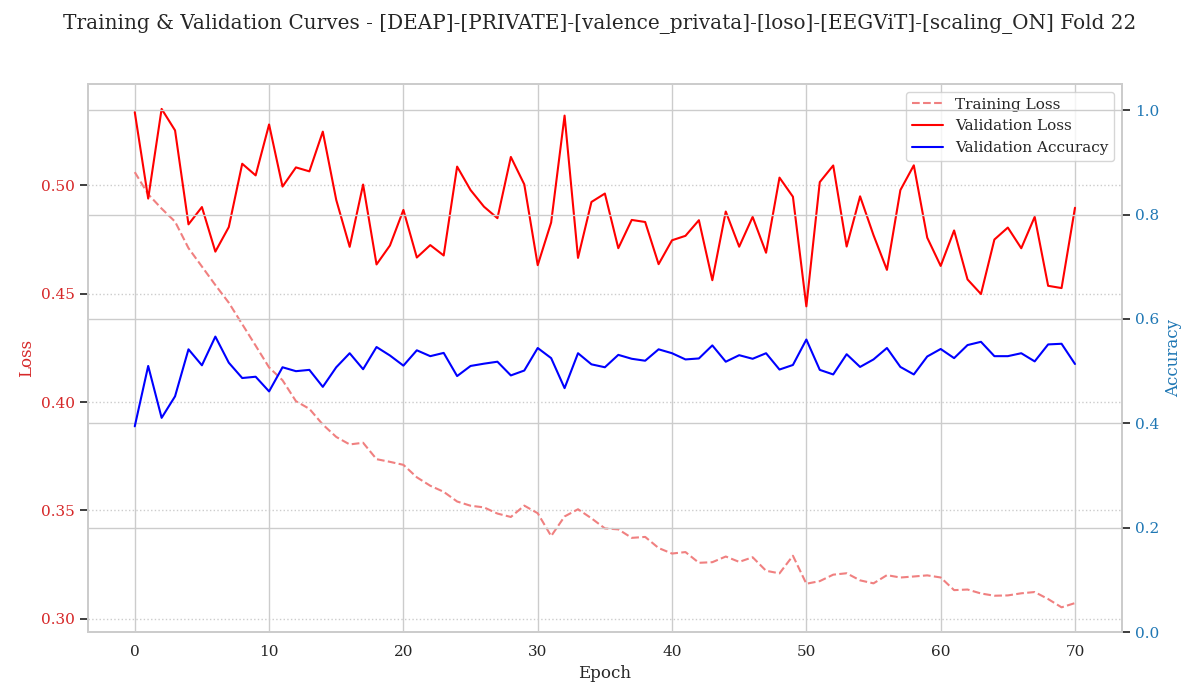 Training & Validation Curves - [DEAP]-[PRIVATE]-[valence_privata]-[loso]-[EEGViT]-[scaling_ON] Fold 22
Training Loss
Validation Loss
Validation Accuracy
Loss
0.50
0.45
0.40
0.35
0.30
1.0
0.8
0.6
0.4
0.2
0.0
Accuracy
0 10 20 30 40 50 60 70
Epoch